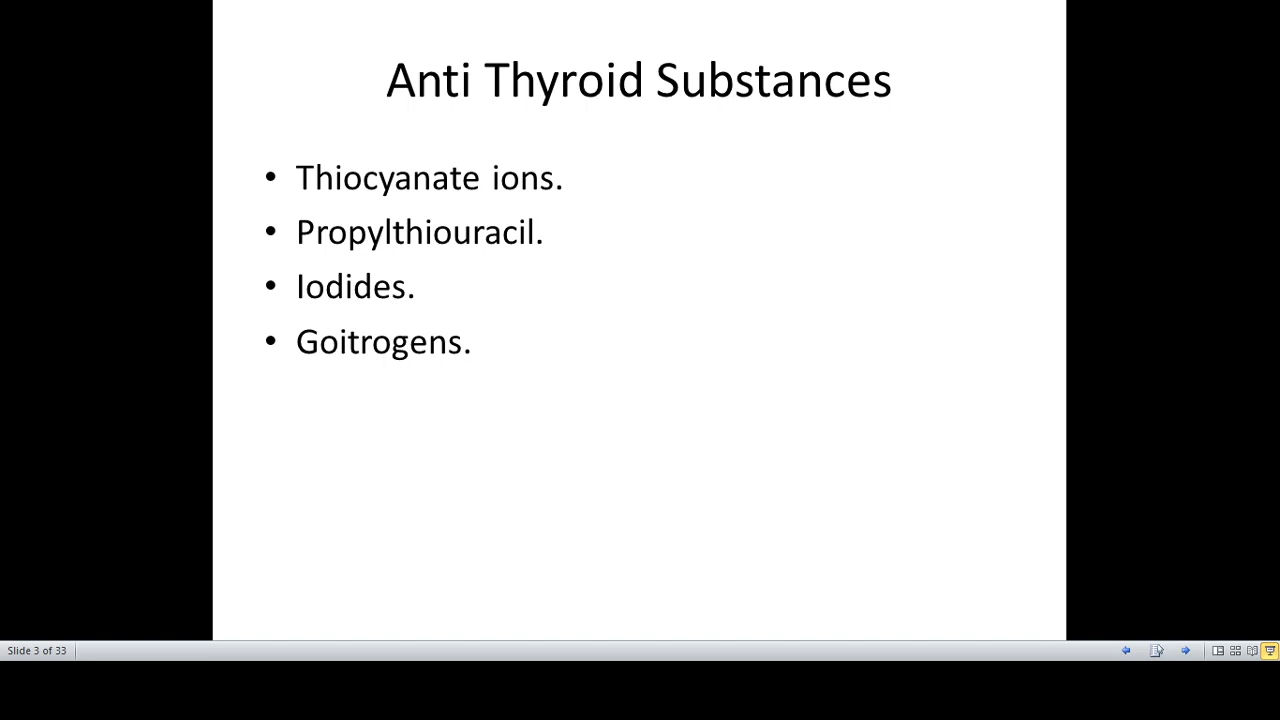 Anti Thyroid Substances
• Thiocyanate ions.
• Propylthiouracil.
• Iodides.
• Goitrogens.
Slide 3 of 33